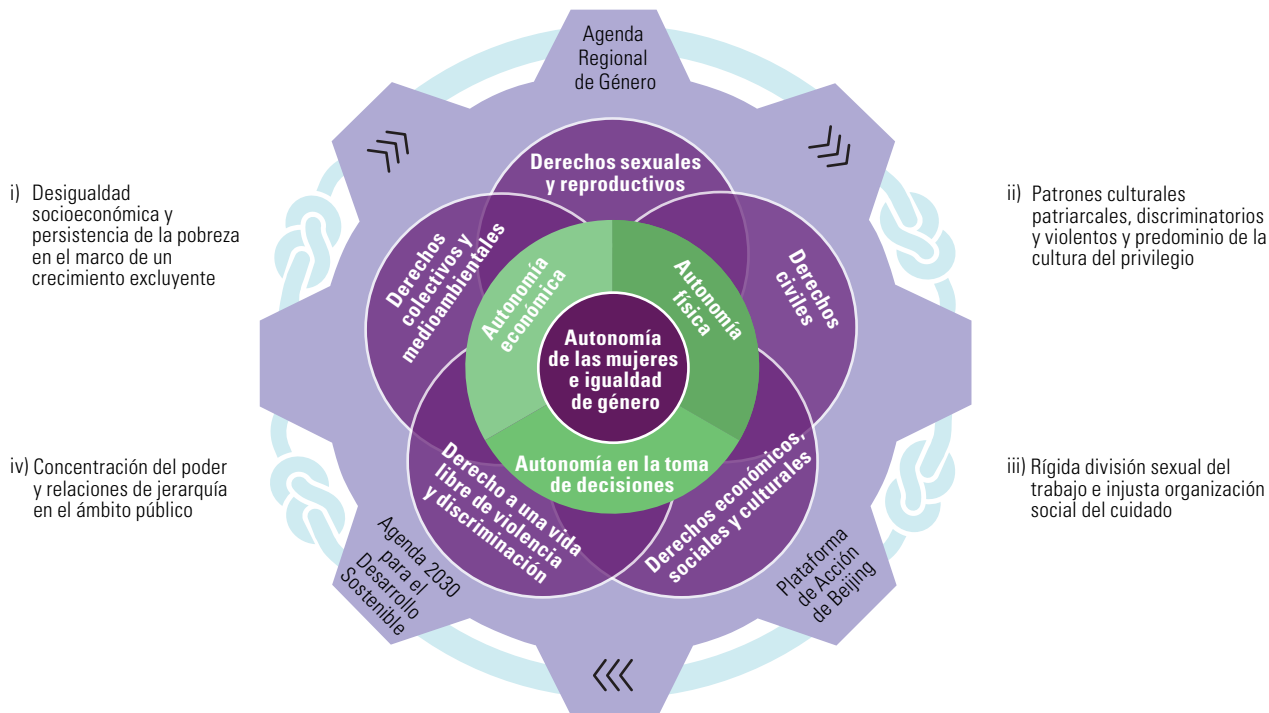 Agenda
Regional
de Género
Derechos sexuales
y reproductivos
i) Desigualdad
socioeconómica y
persistencia de la pobreza
en el marco de un
crecimiento excluyente
ii) Patrones culturales
patriarcales, discriminatorios
y violentos y predominio de la
cultura del privilegio
Derechos
colectivos y
medioambientales
Autonomía
económica
Autonomía
física
Derechos
civiles
Autonomía
de las mujeres
e igualdad
de género
iv) Concentración del poder
y relaciones de jerarquía
en el ámbito público
Derecho a una vida
libre de violencia
y discriminación
Autonomía en la toma
de decisiones
Derechos económicos,
sociales y culturales
iii) Rígida división sexual del
trabajo e injusta organización
social del cuidado
Agenda 2030
para el
Desarrollo
Sostenible
Plataforma
de Acción
de Beijing